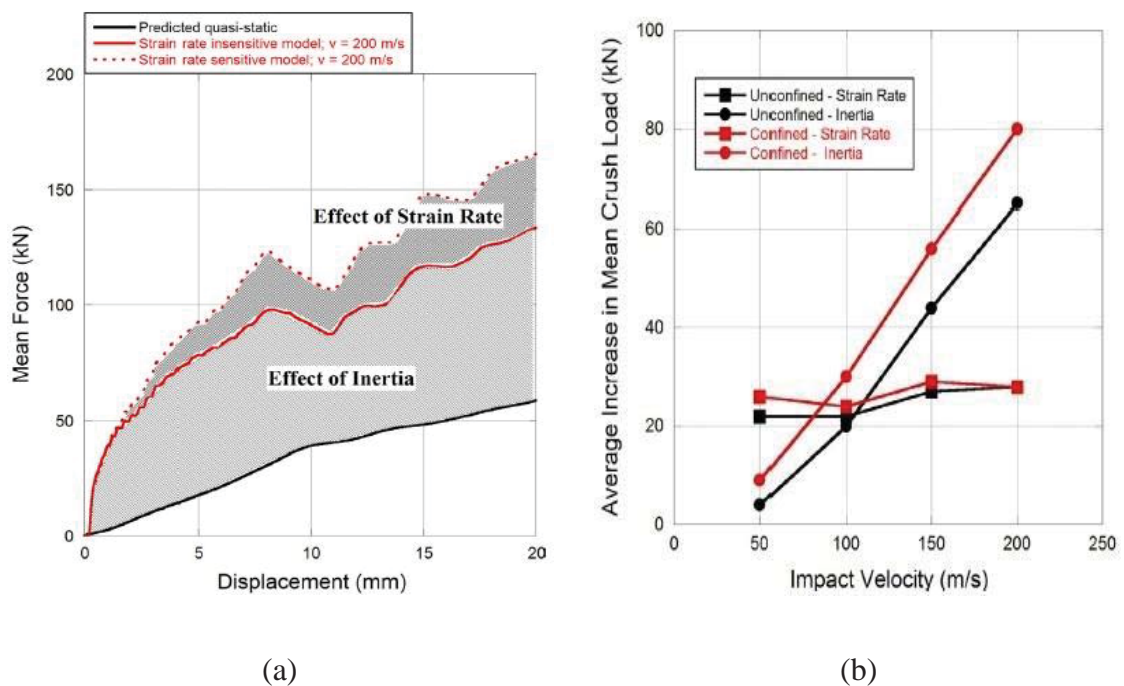 Predicted quasi-static
Strain rate insensitive model; v = 200 m/s
Strain rate sensitive model; v = 200 m/s
200
150
100
50
0
Mean Force (kN)
Effect of Strain Rate
Effect of Inertia
0 5 10 15 20
Displacement (mm)
(a)
100
80
60
40
20
0
Average Increase in Mean Crush Load (kN)
Unconfined - Strain Rate
Unconfined - Inertia
Confined - Strain Rate
Confined - Inertia
0 50 100 150 200 250
Impact Velocity (m/s)
(b)